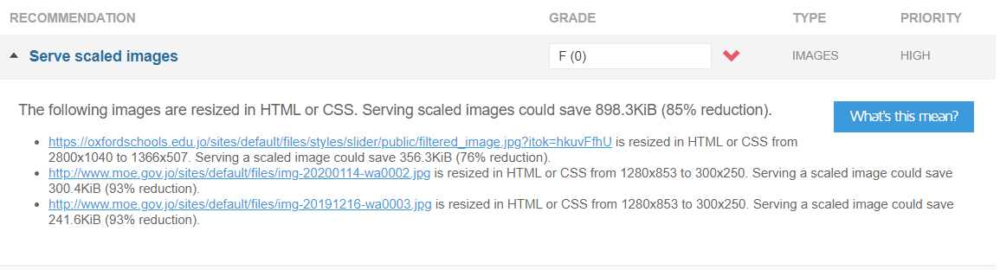 RECOMMENDATION GRADE TYPE PRIORITY
Serve scaled images F (0) IMAGES HIGH
The following images are resized in HTML or CSS. Serving scaled images could save 898.3KiB (85% reduction).
What's this mean?
https://oxfordschools.edu.jo/sites/default/files/styles/slider/public/filtered_image.jpg?itok=hkuvFfhU is resized in HTML or CSS from
2800x1040 to 1366x507. Serving a scaled image could save 356.3KiB (76% reduction).
http://www.moe.gov.jo/sites/default/files/img-20200114-wa0002.jpg is resized in HTML or CSS from 1280x853 to 300x250. Serving a scaled image could save
300.4KiB (93% reduction).
http://www.moe.gov.jo/sites/default/files/img-20191216-wa0003.jpg is resized in HTML or CSS from 1280x853 to 300x250. Serving a scaled image could save
241.6KiB (93% reduction).